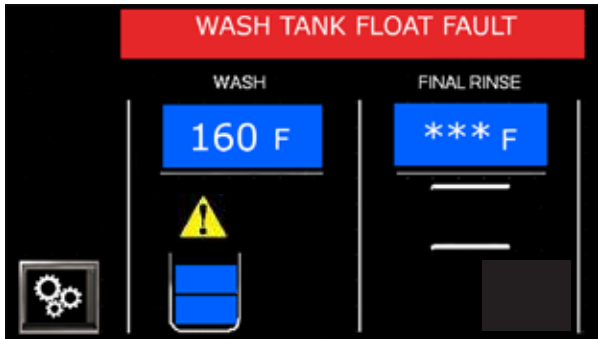 WASH TANK FLOAT FAULT
WASH FINAL RINSE
160 F *** F